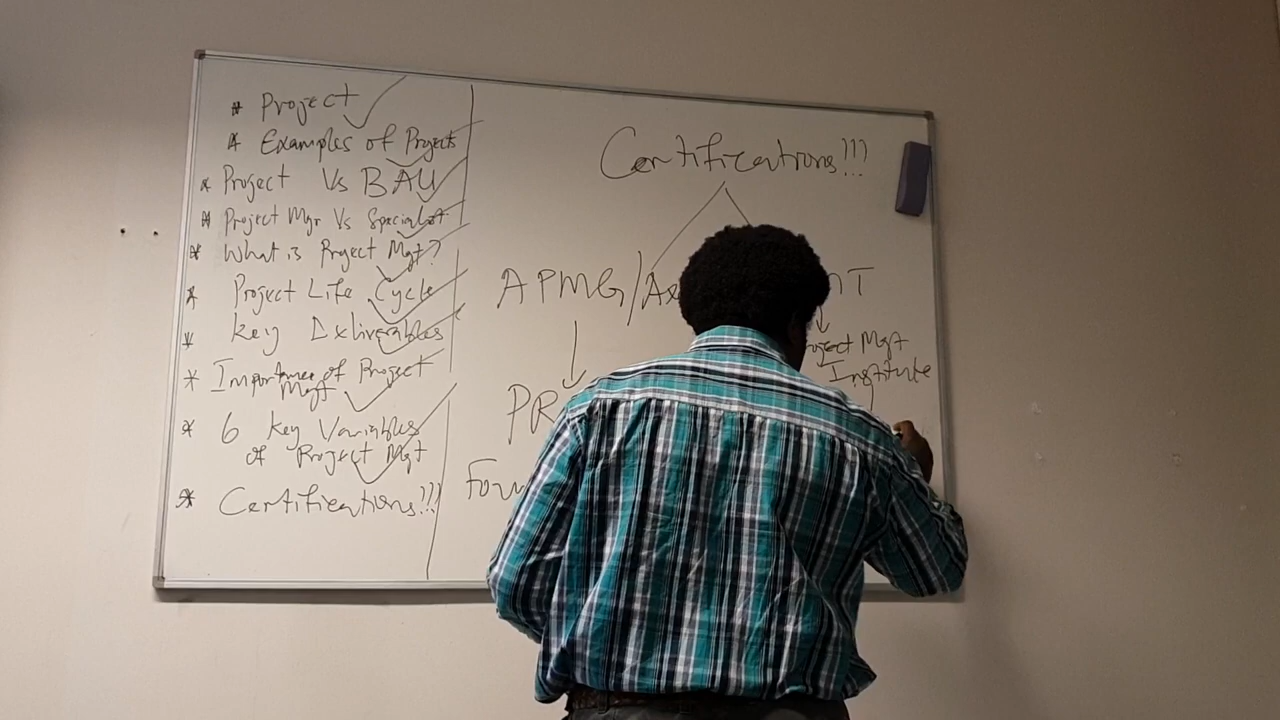 * Project
* Examples of Projects
* Project Vs BAU
* Project Mgr Vs Specialist
* What is Project Mgt?
* Project Life Cycle
* Key Deliverables
* Importance of Project
Mgt
* 6 Key Variables
of Project Mgt
* Certifications!!!
Certifications!!!
APMG/Ax
Project Mgt
Institute
PR